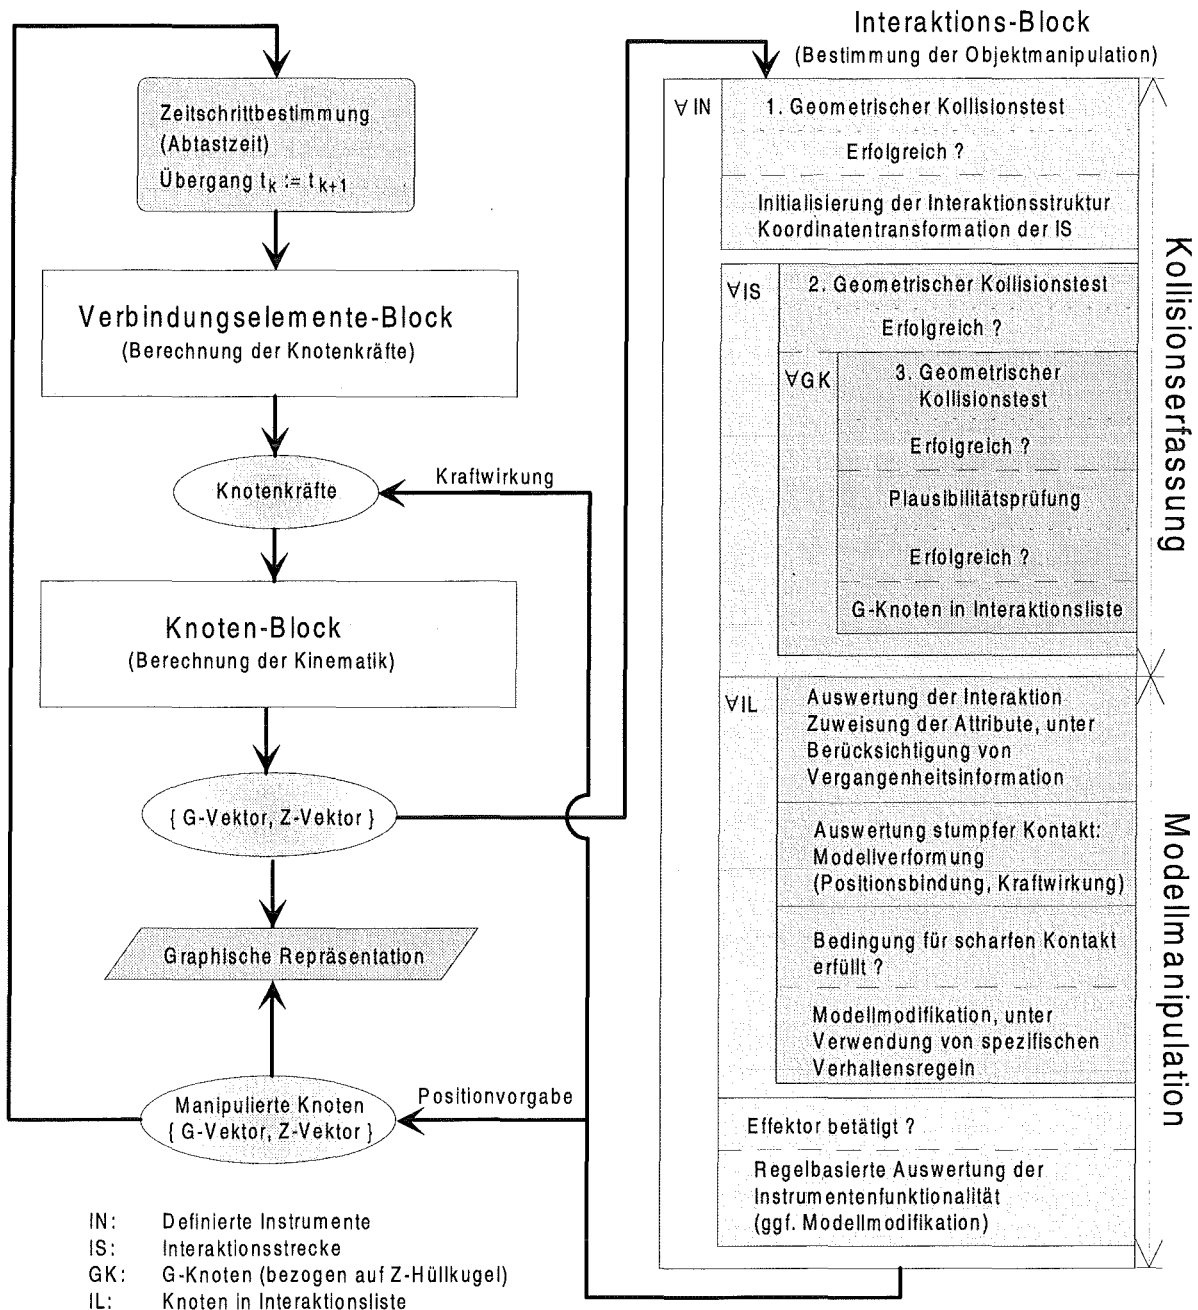 Zeitschrittbestimmung
(Abtastzeit)
Übergang t_k := t_{k+1}
Verbindungselemente-Block
(Berechnung der Knotenkräfte)
Knotenkräfte
Kraftwirkung
Knoten-Block
(Berechnung der Kinematik)
{ G-Vektor, Z-Vektor }
Graphische Repräsentation
Manipulierte Knoten
{ G-Vektor, Z-Vektor }
Positionvorgabe
IN: Definierte Instrumente
IS: Interaktionsstrecke
GK: G-Knoten (bezogen auf Z-Hüllkugel)
IL: Knoten in Interaktionsliste
Interaktions-Block
(Bestimmung der Objektmanipulation)
∀ IN
1. Geometrischer Kollisionstest
Erfolgreich ?
Initialisierung der Interaktionsstruktur
Koordinatentransformation der IS
∀IS
2. Geometrischer Kollisionstest
Erfolgreich ?
∀GK
3. Geometrischer
Kollisionstest
Erfolgreich ?
Plausibilitätsprüfung
Erfolgreich ?
G-Knoten in Interaktionsliste
∀IL
Auswertung der Interaktion
Zuweisung der Attribute, unter
Berücksichtigung von
Vergangenheitsinformation
Auswertung stumpfer Kontakt:
Modellverformung
(Positionsbindung, Kraftwirkung)
Bedingung für scharfen Kontakt
erfüllt ?
Modellmodifikation, unter
Verwendung von spezifischen
Verhaltensregeln
Effektor betätigt ?
Regelbasierte Auswertung der
Instrumentenfunktionalität
(ggf. Modellmodifikation)
Kollisionserfassung
Modellmanipulation